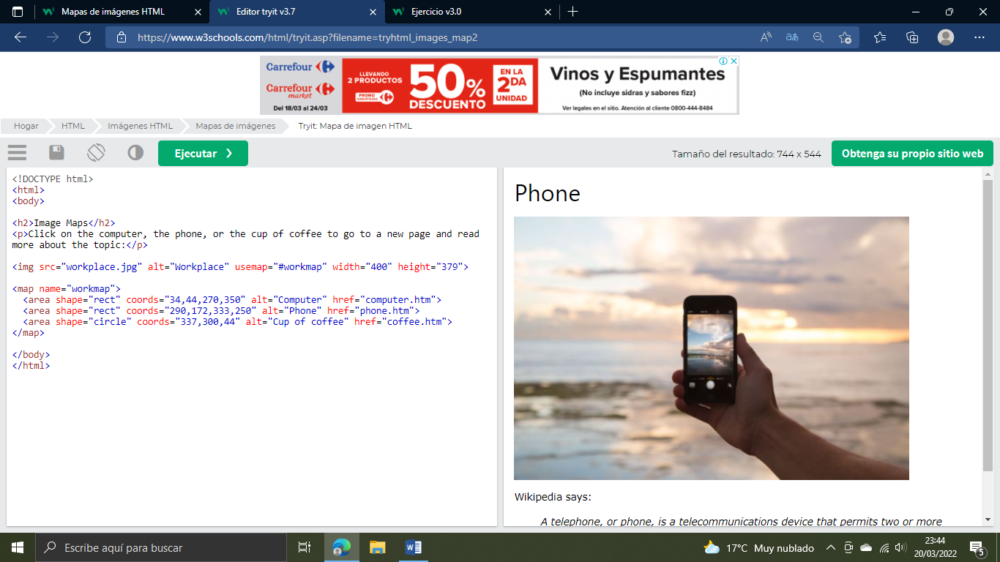 Mapas de imágenes HTML
Editor tryit v3.7
Ejercicio v3.0
https://www.w3schools.com/html/tryit.asp?filename=tryhtml_images_map2
Carrefour
Carrefour
market
Del 18/03 al 24/03
LLEVANDO
2 PRODUCTOS
PROMO
50%
DESCUENTO
EN LA
2DA
UNIDAD
Vinos y Espumantes
(No incluye sidras y sabores fizz)
Ver legales en el sitio. Atención al cliente 0800-444-8484
Hogar
HTML
Imágenes HTML
Mapas de imágenes
Tryit: Mapa de imagen HTML
Ejecutar ❯
Tamaño del resultado: 744 x 544
Obtenga su propio sitio web
<!DOCTYPE html>
<html>
<body>
<h2>Image Maps</h2>
<p>Click on the computer, the phone, or the cup of coffee to go to a new page and read
more about the topic:</p>
<img src="workplace.jpg" alt="Workplace" usemap="#workmap" width="400" height="379">
<map name="workmap">
<area shape="rect" coords="34,44,270,350" alt="Computer" href="computer.htm">
<area shape="rect" coords="290,172,333,250" alt="Phone" href="phone.htm">
<area shape="circle" coords="337,300,44" alt="Cup of coffee" href="coffee.htm">
</map>
</body>
</html>
Phone
Wikipedia says:
A telephone, or phone, is a telecommunications device that permits two or more
Escribe aquí para buscar
17°C Muy nublado
23:44
20/03/2022
5